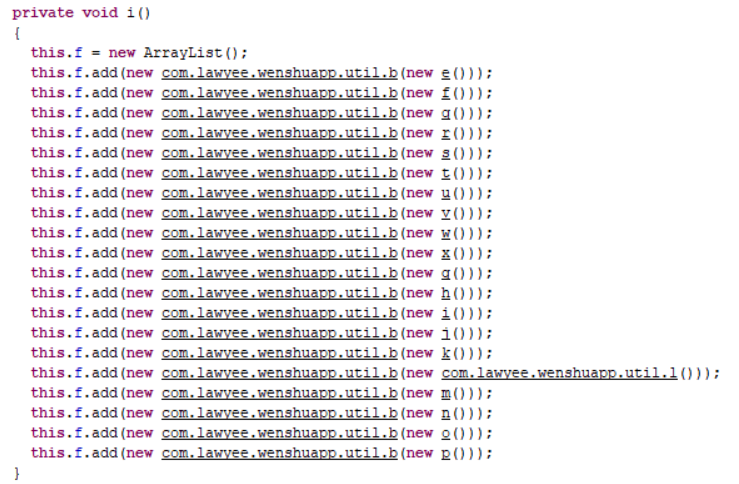 private void i()
{
this.f = new ArrayList();
this.f.add(new com.lawyee.wenshuapp.util.b(new e()));
this.f.add(new com.lawyee.wenshuapp.util.b(new f()));
this.f.add(new com.lawyee.wenshuapp.util.b(new q()));
this.f.add(new com.lawyee.wenshuapp.util.b(new r()));
this.f.add(new com.lawyee.wenshuapp.util.b(new s()));
this.f.add(new com.lawyee.wenshuapp.util.b(new t()));
this.f.add(new com.lawyee.wenshuapp.util.b(new u()));
this.f.add(new com.lawyee.wenshuapp.util.b(new v()));
this.f.add(new com.lawyee.wenshuapp.util.b(new w()));
this.f.add(new com.lawyee.wenshuapp.util.b(new x()));
this.f.add(new com.lawyee.wenshuapp.util.b(new g()));
this.f.add(new com.lawyee.wenshuapp.util.b(new h()));
this.f.add(new com.lawyee.wenshuapp.util.b(new i()));
this.f.add(new com.lawyee.wenshuapp.util.b(new j()));
this.f.add(new com.lawyee.wenshuapp.util.b(new k()));
this.f.add(new com.lawyee.wenshuapp.util.b(new com.lawyee.wenshuapp.util.l()));
this.f.add(new com.lawyee.wenshuapp.util.b(new m()));
this.f.add(new com.lawyee.wenshuapp.util.b(new n()));
this.f.add(new com.lawyee.wenshuapp.util.b(new o()));
this.f.add(new com.lawyee.wenshuapp.util.b(new p()));
}